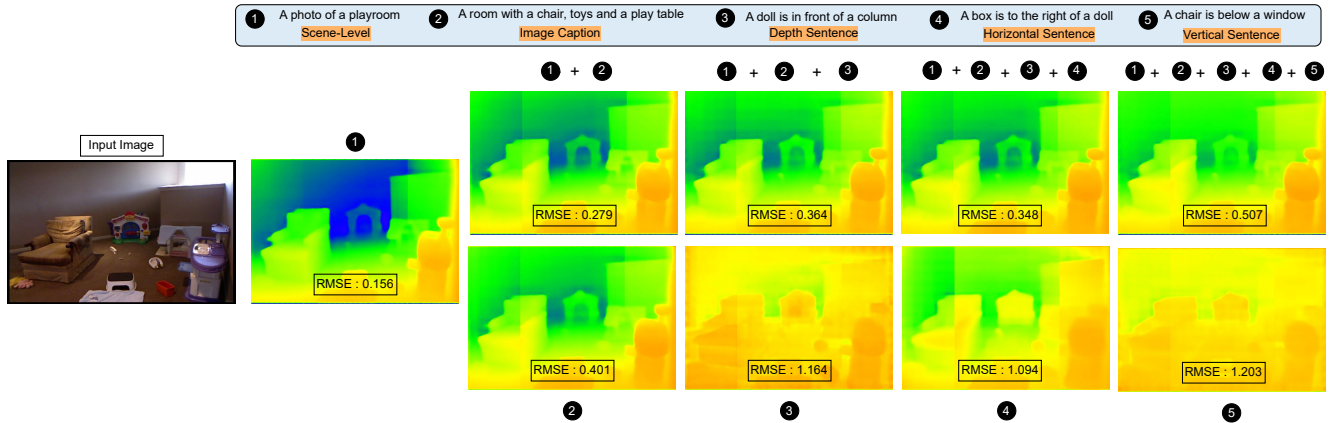 1 A photo of a playroom
Scene-Level
2 A room with a chair, toys and a play table
Image Caption
3 A doll is in front of a column
Depth Sentence
4 A box is to the right of a doll
Horizontal Sentence
5 A chair is below a window
Vertical Sentence
1 + 2
1 + 2 + 3
1 + 2 + 3 + 4
1 + 2 + 3 + 4 + 5
Input Image
1
RMSE : 0.279
RMSE : 0.364
RMSE : 0.348
RMSE : 0.507
RMSE : 0.156
RMSE : 0.401
RMSE : 1.164
RMSE : 1.094
RMSE : 1.203
2
3
4
5